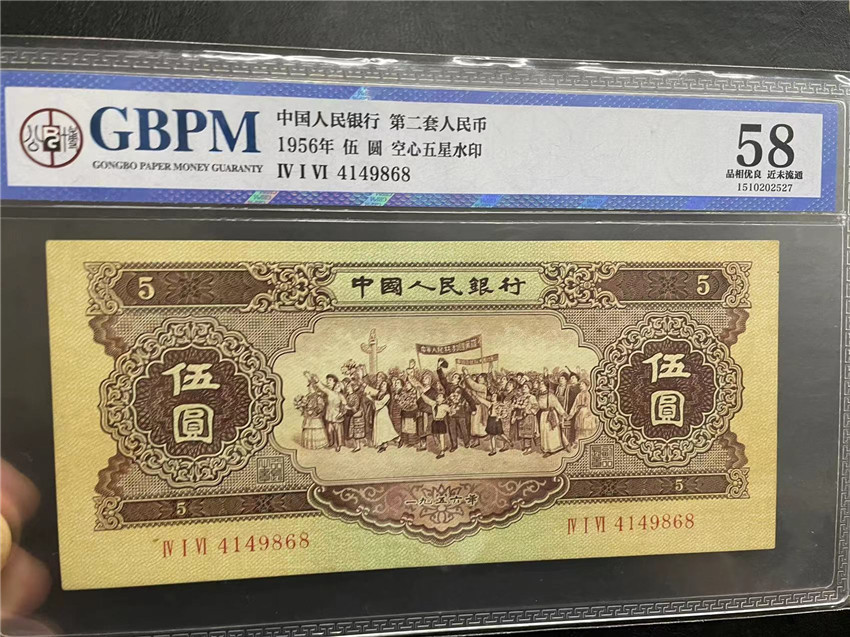 GBPM
GONGBO PAPER MONEY GUARANTY
中国人民银行 第二套人民币
1956年 伍 圓 空心五星水印
Ⅳ Ⅰ Ⅵ 4149868
58
品相优良 近未流通
1510202527
5
中國人民銀行
5
伍
圓
伍
圓
5
一九五六年
5
Ⅳ Ⅰ Ⅵ 4149868
Ⅳ Ⅰ Ⅵ 4149868